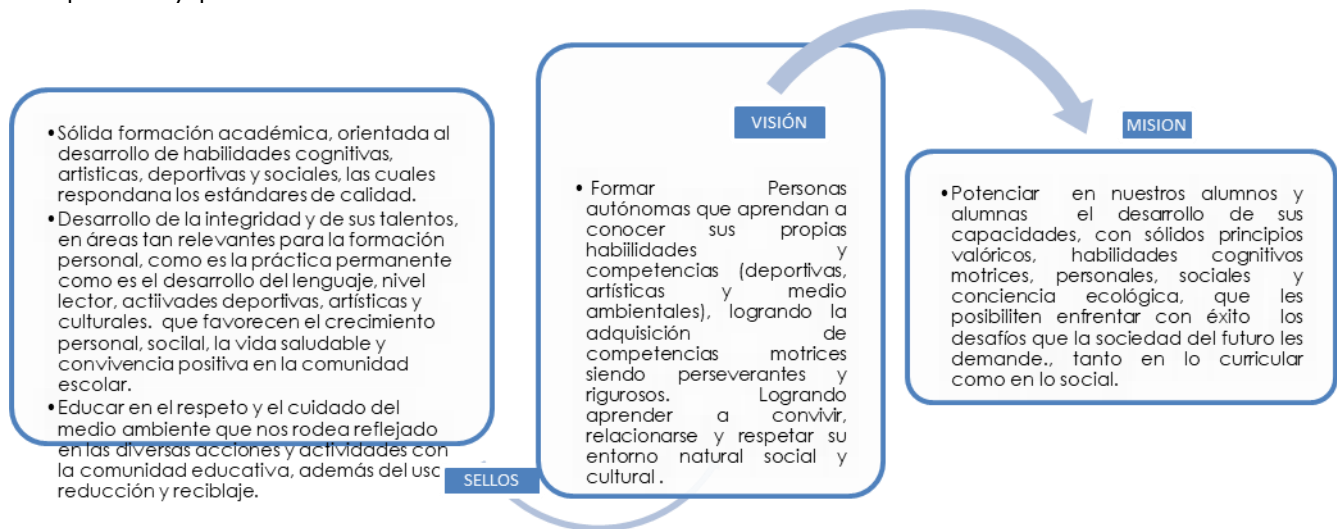 • Sólida formación académica, orientada al
desarrollo de habilidades cognitivas,
artisticas, deportivas y sociales, las cuales
respondana los estándares de calidad.
• Desarrollo de la integridad y de sus talentos,
en áreas tan relevantes para la formación
personal, como es la práctica permanente
como es el desarrollo del lenguaje, nivel
lector, actiivades deportivas, artísticas y
culturales. que favorecen el crecimiento
personal, socilal, la vida saludable y
convivencia positiva en la comunidad
escolar.
• Educar en el respeto y el cuidado del
medio ambiente que nos rodea reflejado
en las diversas acciones y actividades con
la comunidad educativa, además del uso
reducción y reciblaje.
SELLOS
VISIÓN
• Formar Personas
autónomas que aprendan a
conocer sus propias
habiilidades y
competencias (deportivas,
artísticas y medio
ambientales), logrando la
adquisición de
competencias motrices
siendo perseverantes y
rigurosos. Logrando
aprender a convivir,
relacionarse y respetar su
entorno natural social y
cultural .
MISION
• Potenciar en nuestros alumnos y
alumnas el desarrollo de sus
capacidades, con sólidos principios
valóricos, habilidades cognitivos
motrices, personales, sociales y
conciencia ecológica, que les
posibiliten enfrentar con éxito los
desafíos que la sociedad del futuro les
demande., tanto en lo curricular
como en lo social.